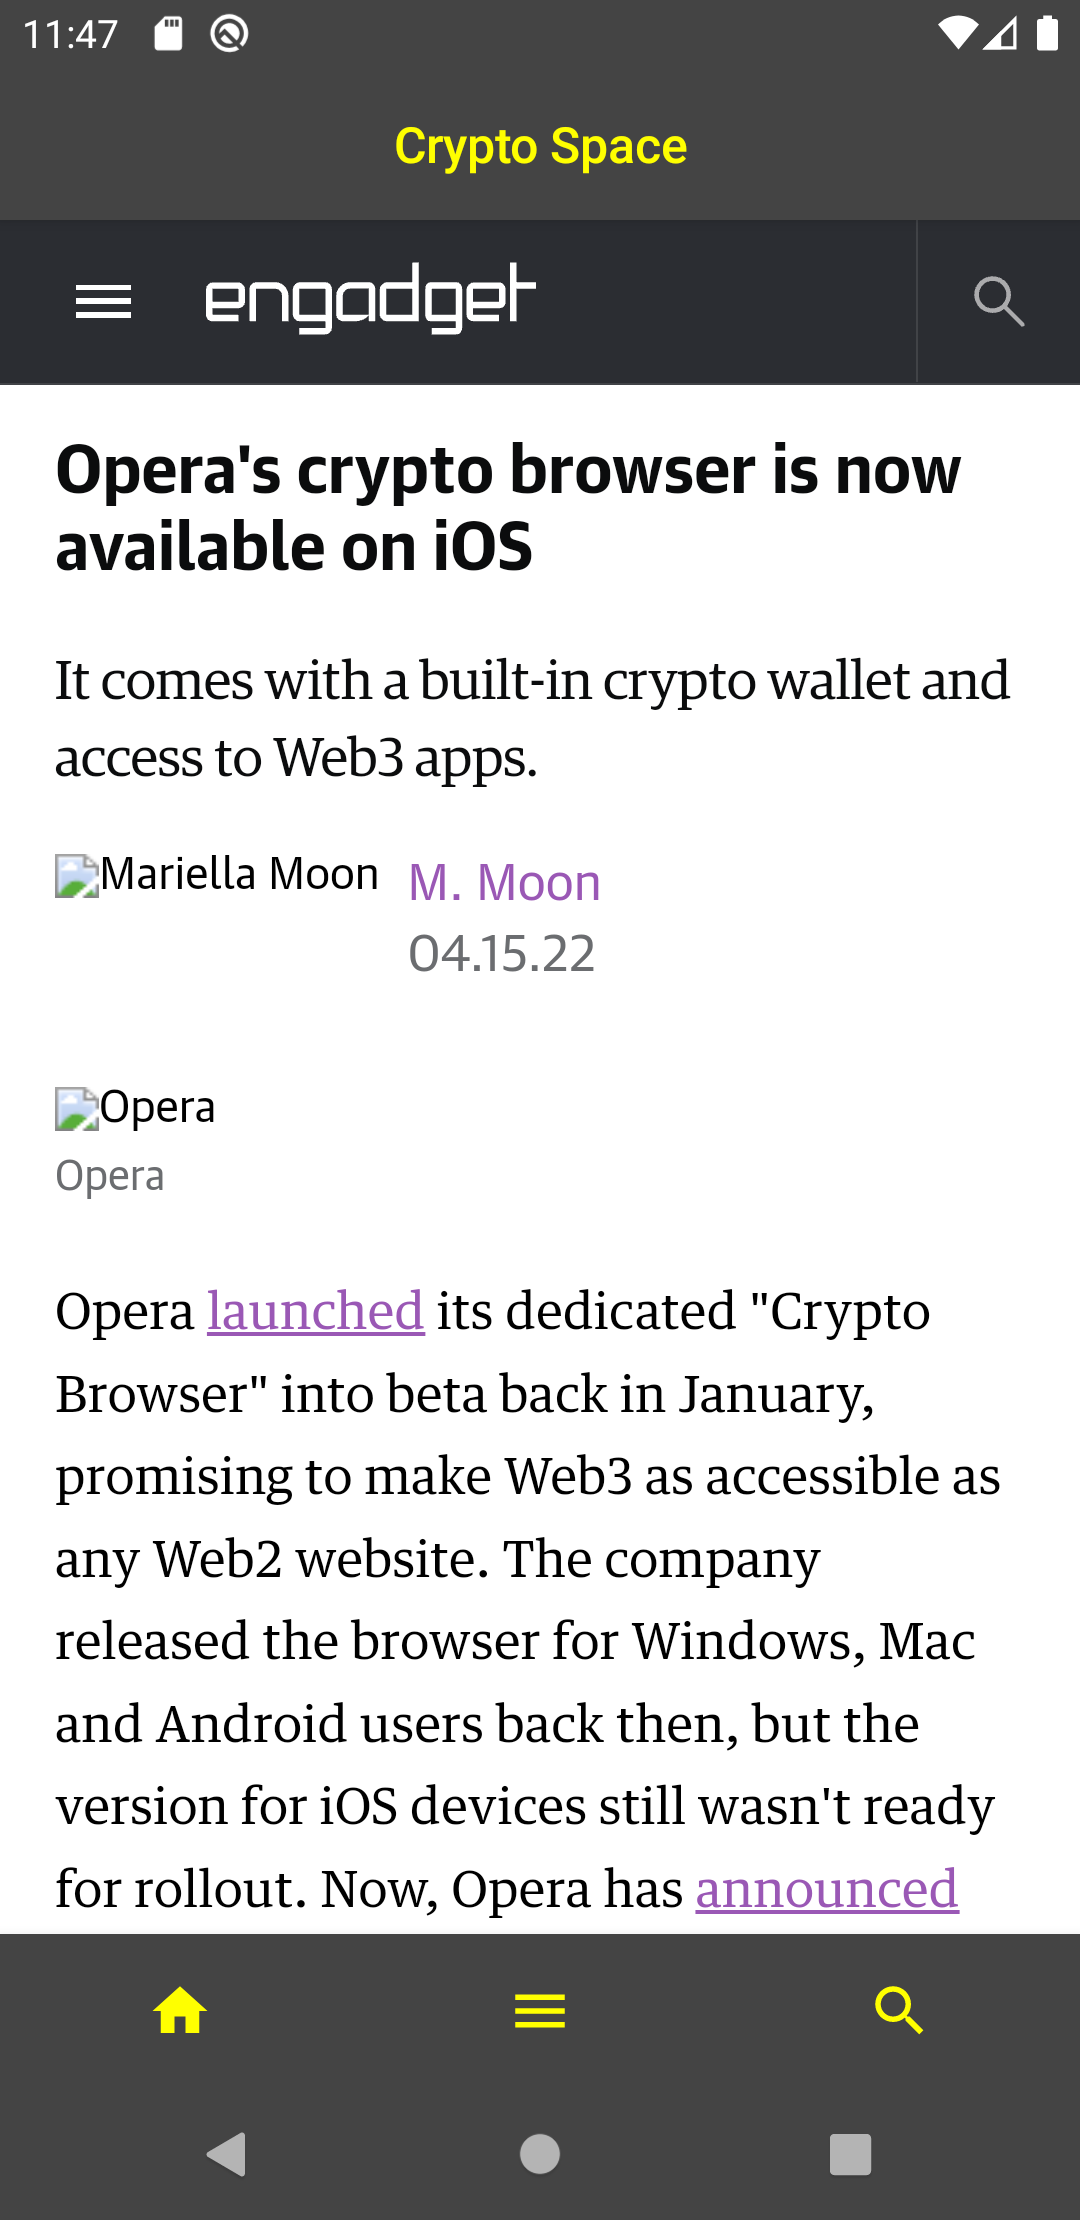 11:47
Crypto Space
engadget
Opera's crypto browser is now
available on iOS
It comes with a built-in crypto wallet and
access to Web3 apps.
Mariella Moon
M. Moon
04.15.22
Opera
Opera
Opera launched its dedicated "Crypto
Browser" into beta back in January,
promising to make Web3 as accessible as
any Web2 website. The company
released the browser for Windows, Mac
and Android users back then, but the
version for iOS devices still wasn't ready
for rollout. Now, Opera has announced